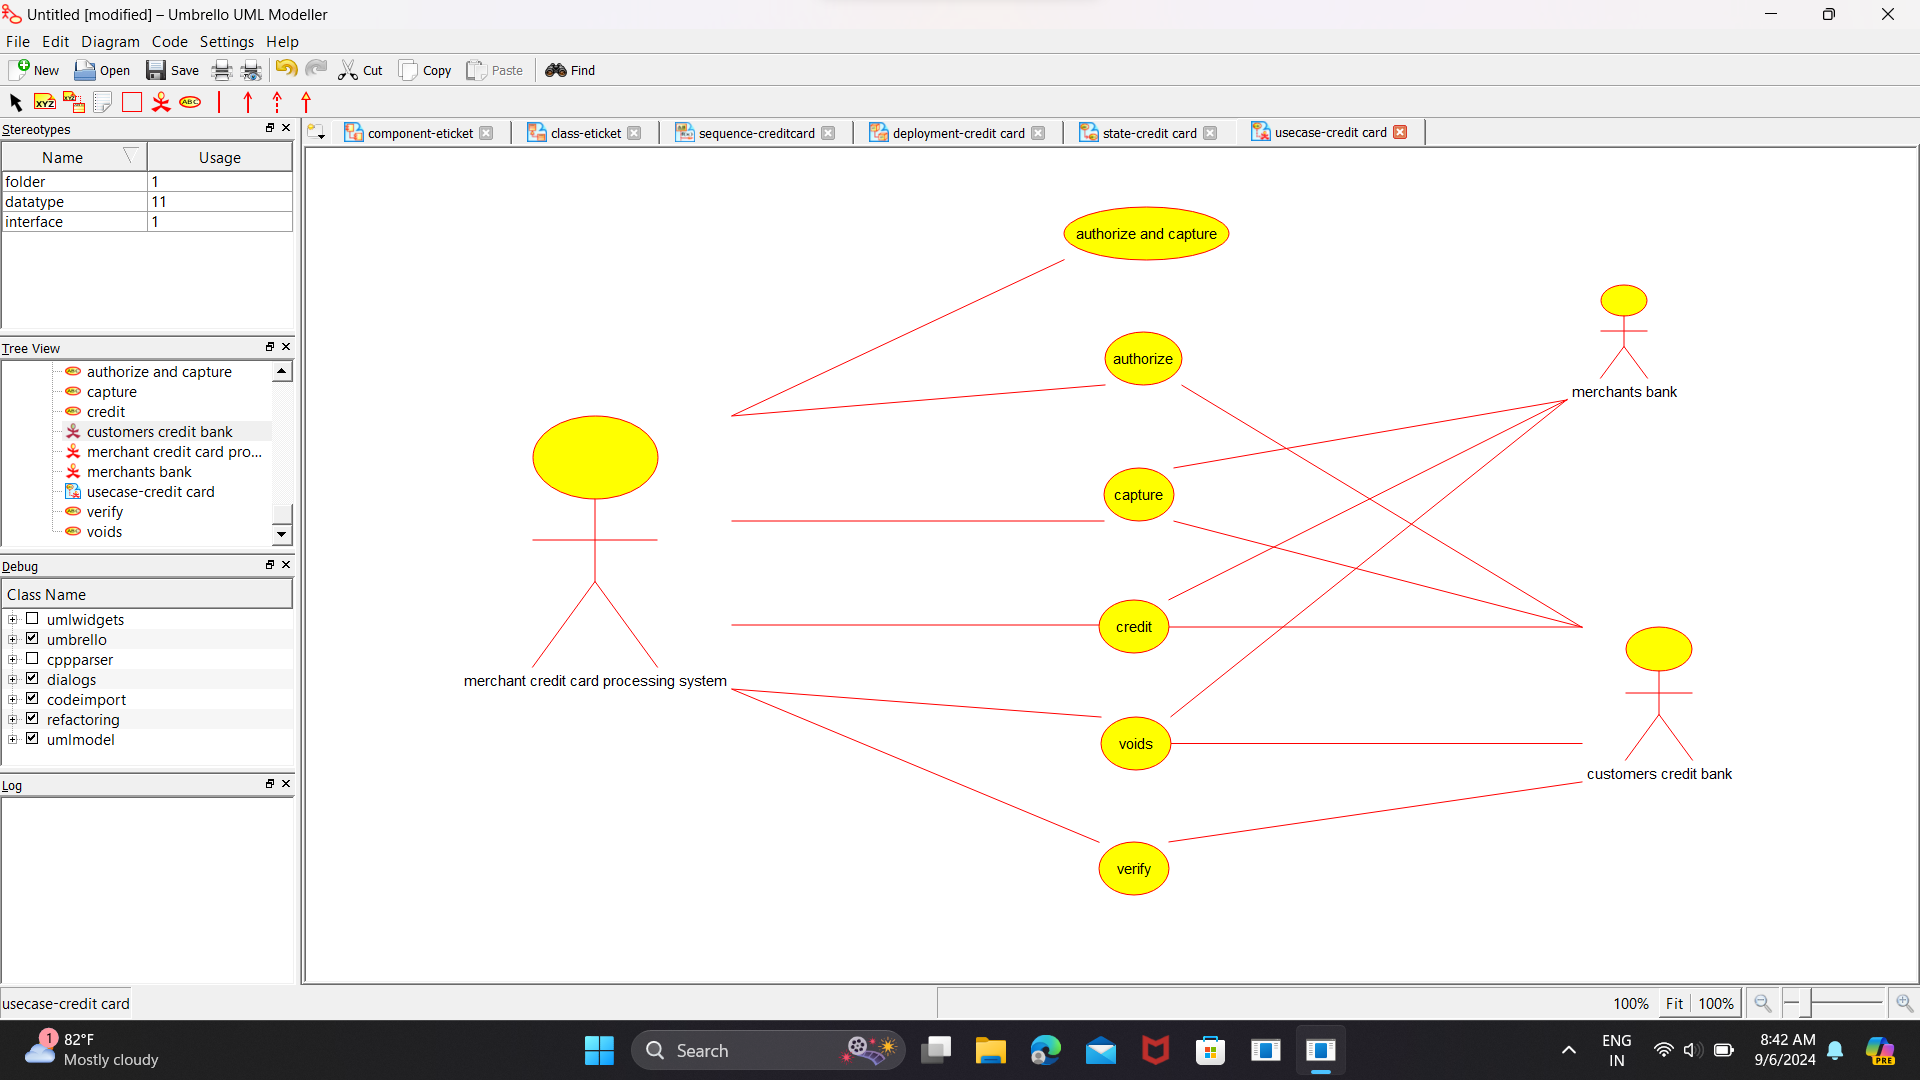 Untitled [modified] – Umbrello UML Modeller
File Edit Diagram Code Settings Help
New Open Save Cut Copy Paste Find
XYZ ABC
Stereotypes
Name Usage
folder 1
datatype 11
interface 1
Tree View
authorize and capture
capture
credit
customers credit bank
merchant credit card pro...
merchants bank
usecase-credit card
verify
voids
Debug
Class Name
umlwidgets
umbrello
cppparser
dialogs
codeimport
refactoring
umlmodel
Log
component-eticket class-eticket sequence-creditcard deployment-credit card state-credit card usecase-credit card
authorize and capture
authorize
merchants bank
capture
credit
merchant credit card processing system
voids
customers credit bank
verify
usecase-credit card
100% Fit 100%
1
82°F
Mostly cloudy
Search
ENG
IN
8:42 AM
9/6/2024
PRE